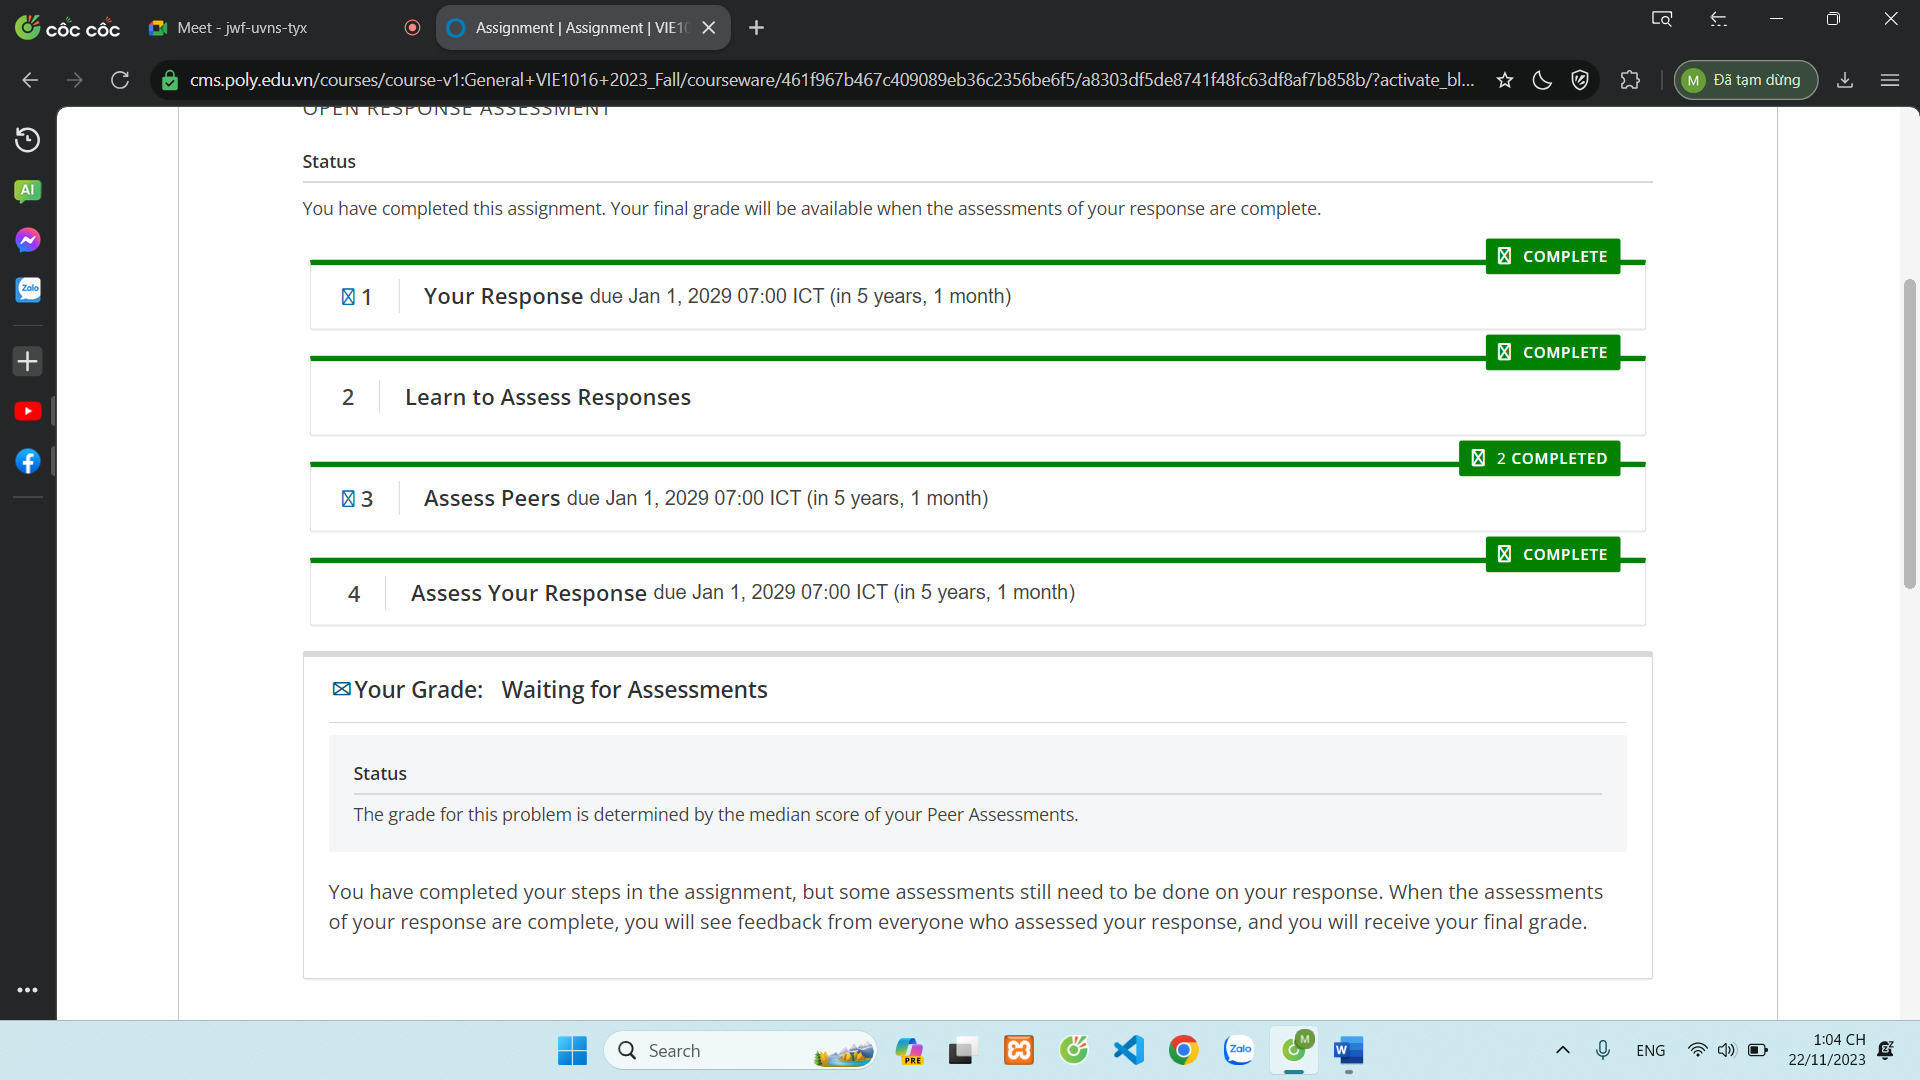 cốc cốc
Meet - jwf-uvns-tyx
Assignment | Assignment | VIE10
cms.poly.edu.vn/courses/course-v1:General+VIE1016+2023_Fall/courseware/461f967b467c409089eb36c2356be6f5/a8303df5de8741f48fc63df8af7b858b/?activate_bl...
M Đã tạm dừng
AI
Zalo
OPEN RESPONSE ASSESSMENT
Status
You have completed this assignment. Your final grade will be available when the assessments of your response are complete.
COMPLETE
1 Your Response due Jan 1, 2029 07:00 ICT (in 5 years, 1 month)
COMPLETE
2 Learn to Assess Responses
2 COMPLETED
3 Assess Peers due Jan 1, 2029 07:00 ICT (in 5 years, 1 month)
COMPLETE
4 Assess Your Response due Jan 1, 2029 07:00 ICT (in 5 years, 1 month)
Your Grade: Waiting for Assessments
Status
The grade for this problem is determined by the median score of your Peer Assessments.
You have completed your steps in the assignment, but some assessments still need to be done on your response. When the assessments
of your response are complete, you will see feedback from everyone who assessed your response, and you will receive your final grade.
Search
PRE
Zalo
M
W
ENG
1:04 CH
22/11/2023